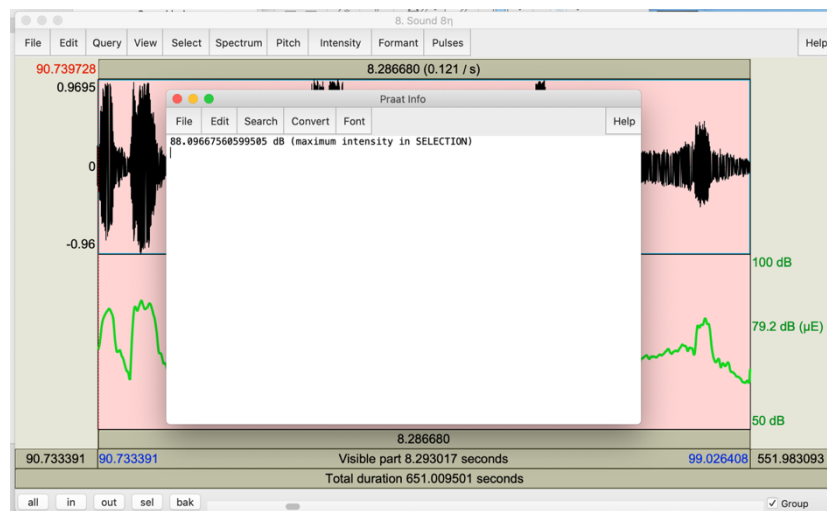 8. Sound 8η
File Edit Query View Select Spectrum Pitch Intensity Formant Pulses Help
90.739728 8.286680 (0.121 / s)
0.9695
Praat Info
File Edit Search Convert Font Help
88.09667560599505 dB (maximum intensity in SELECTION)
0
-0.96
100 dB
79.2 dB (µE)
50 dB
8.286680
90.733391 90.733391 Visible part 8.293017 seconds 99.026408 551.983093
Total duration 651.009501 seconds
all in out sel bak Group